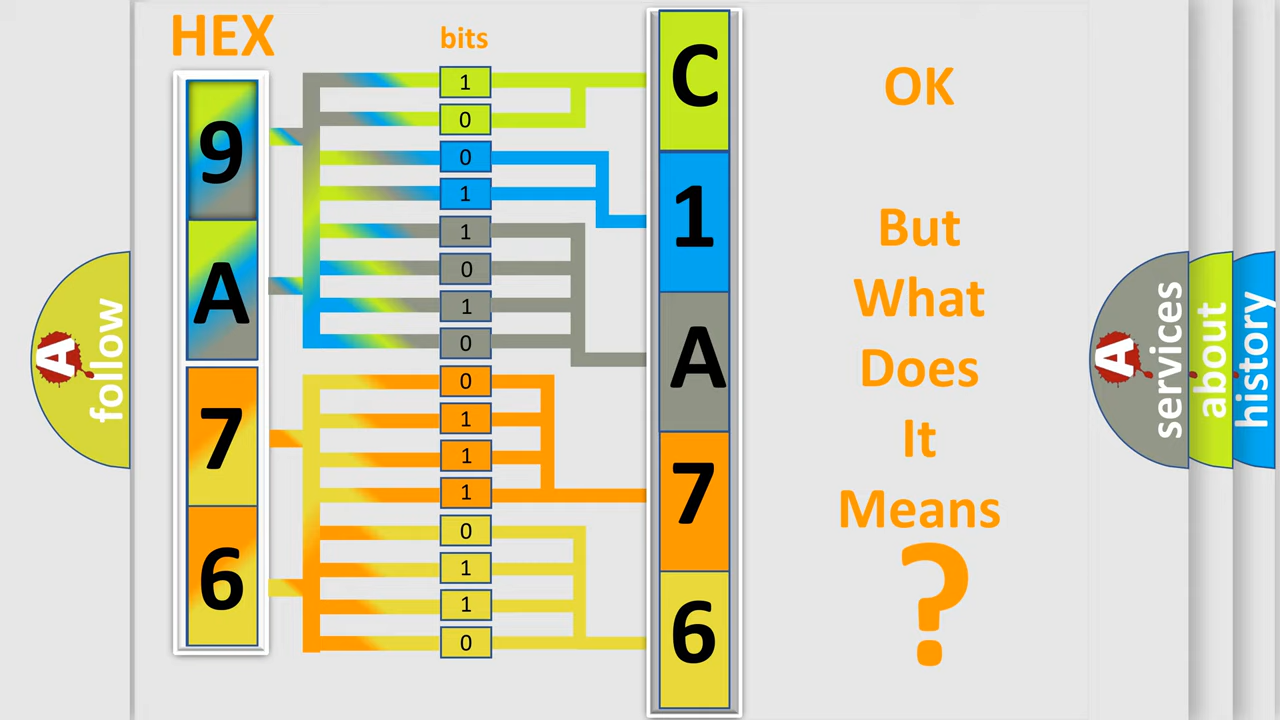 HEX
bits
9
A
7
6
1
0
0
1
1
0
1
0
0
1
1
1
0
1
1
0
C
1
A
7
6
OK
But
What
Does
It
Means
?
A
follow
A
services
about
history